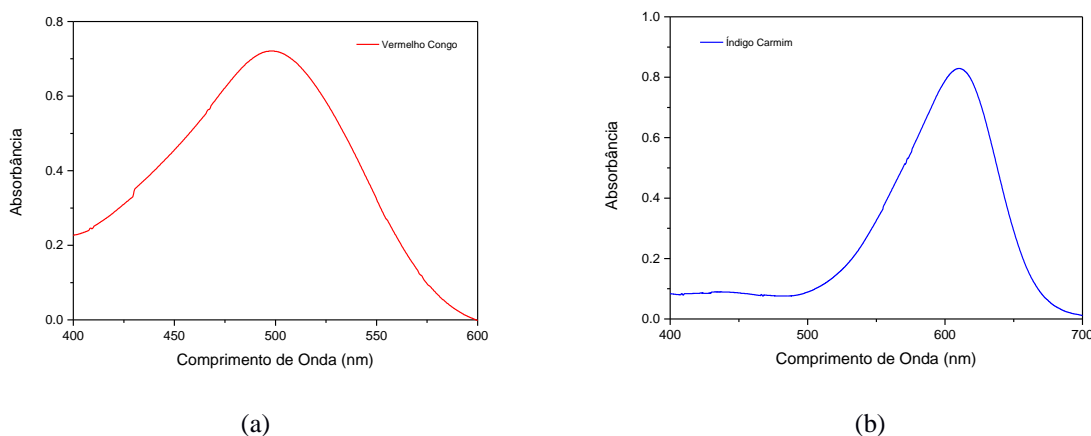 0.8
0.6
0.4
0.2
0.0
400
450
500
550
600
Absorbância
Comprimento de Onda (nm)
Vermelho Congo
(a)
1.0
0.8
0.6
0.4
0.2
0.0
400
500
600
700
Absorbância
Comprimento de Onda (nm)
Índigo Carmim
(b)